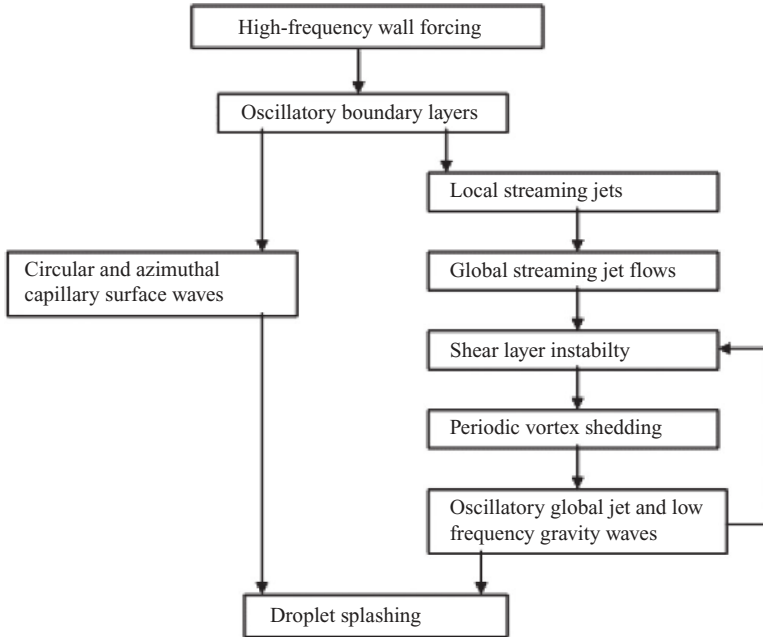 High-frequency wall forcing
Oscillatory boundary layers
Local streaming jets
Circular and azimuthal
capillary surface waves
Global streaming jet flows
Shear layer instabilty
Periodic vortex shedding
Oscillatory global jet and low
frequency gravity waves
Droplet splashing